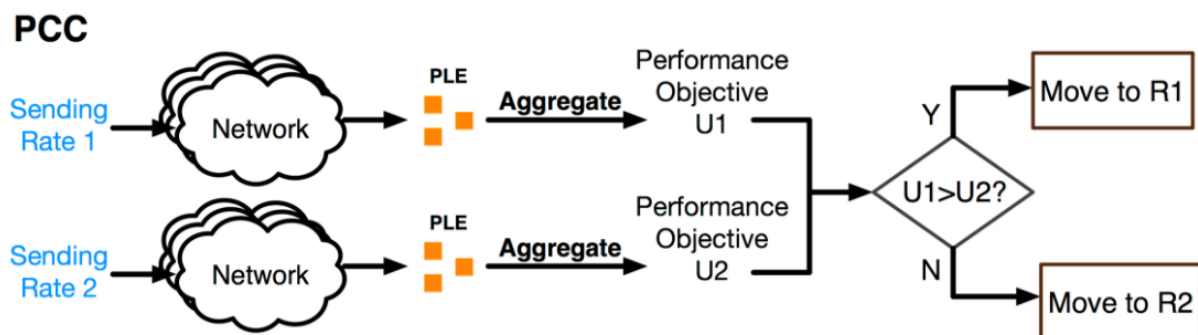 PCC
Sending
Rate 1
Network
PLE
Aggregate
Performance
Objective
U1
Sending
Rate 2
Network
PLE
Aggregate
Performance
Objective
U2
U1>U2?
Y
Move to R1
N
Move to R2